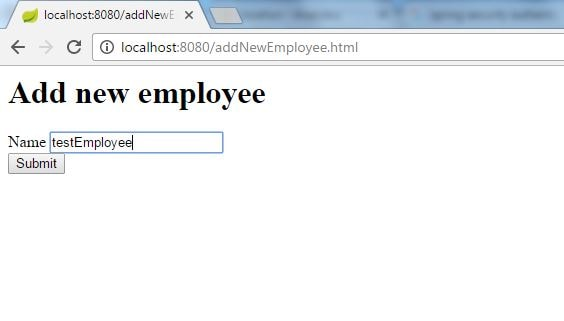 localhost:8080/addNewE
localhost:8080/addNewEmployee.html
Add new employee
Name testEmployee
Submit